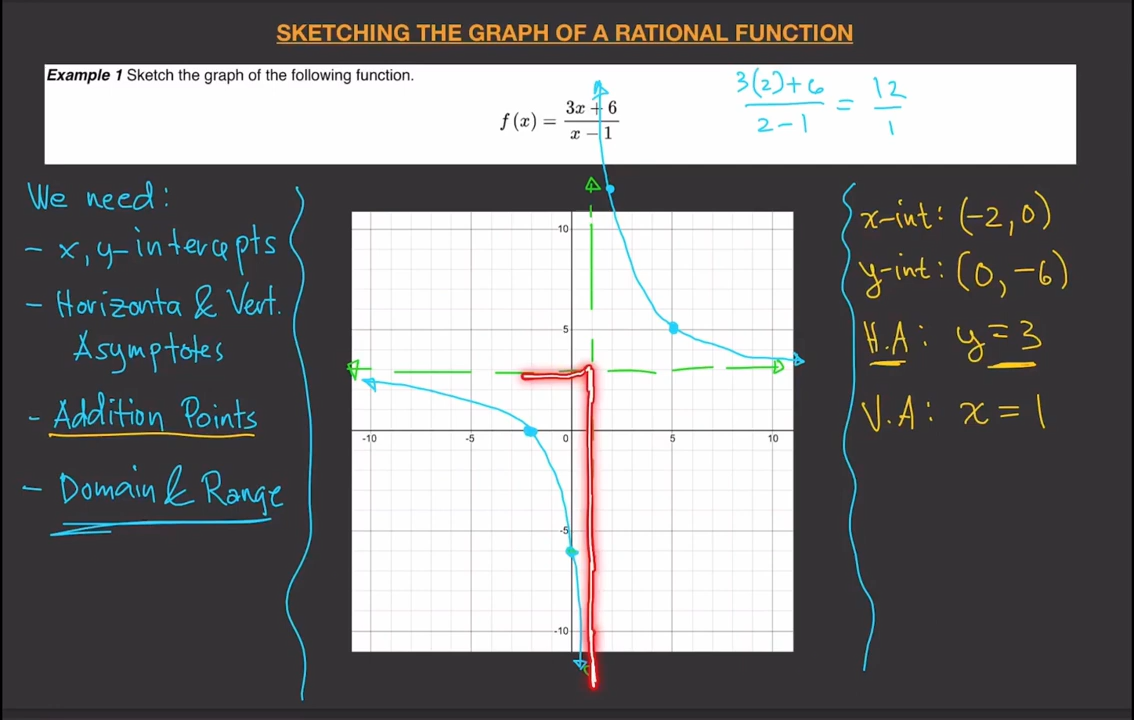 SKETCHING THE GRAPH OF A RATIONAL FUNCTION
Example 1 Sketch the graph of the following function.
f(x) = (3x + 6)/(x − 1)
(3(2)+6)/(2−1) = 12/1
We need:
- x, y-intercepts
- Horizonta & Vert.
Asymptotes
- Addition Points
- Domain & Range
10
5
-10
-5
0
5
10
-5
-10
x-int: (-2, 0)
y-int: (0, -6)
H.A: y = 3
V.A: x = 1